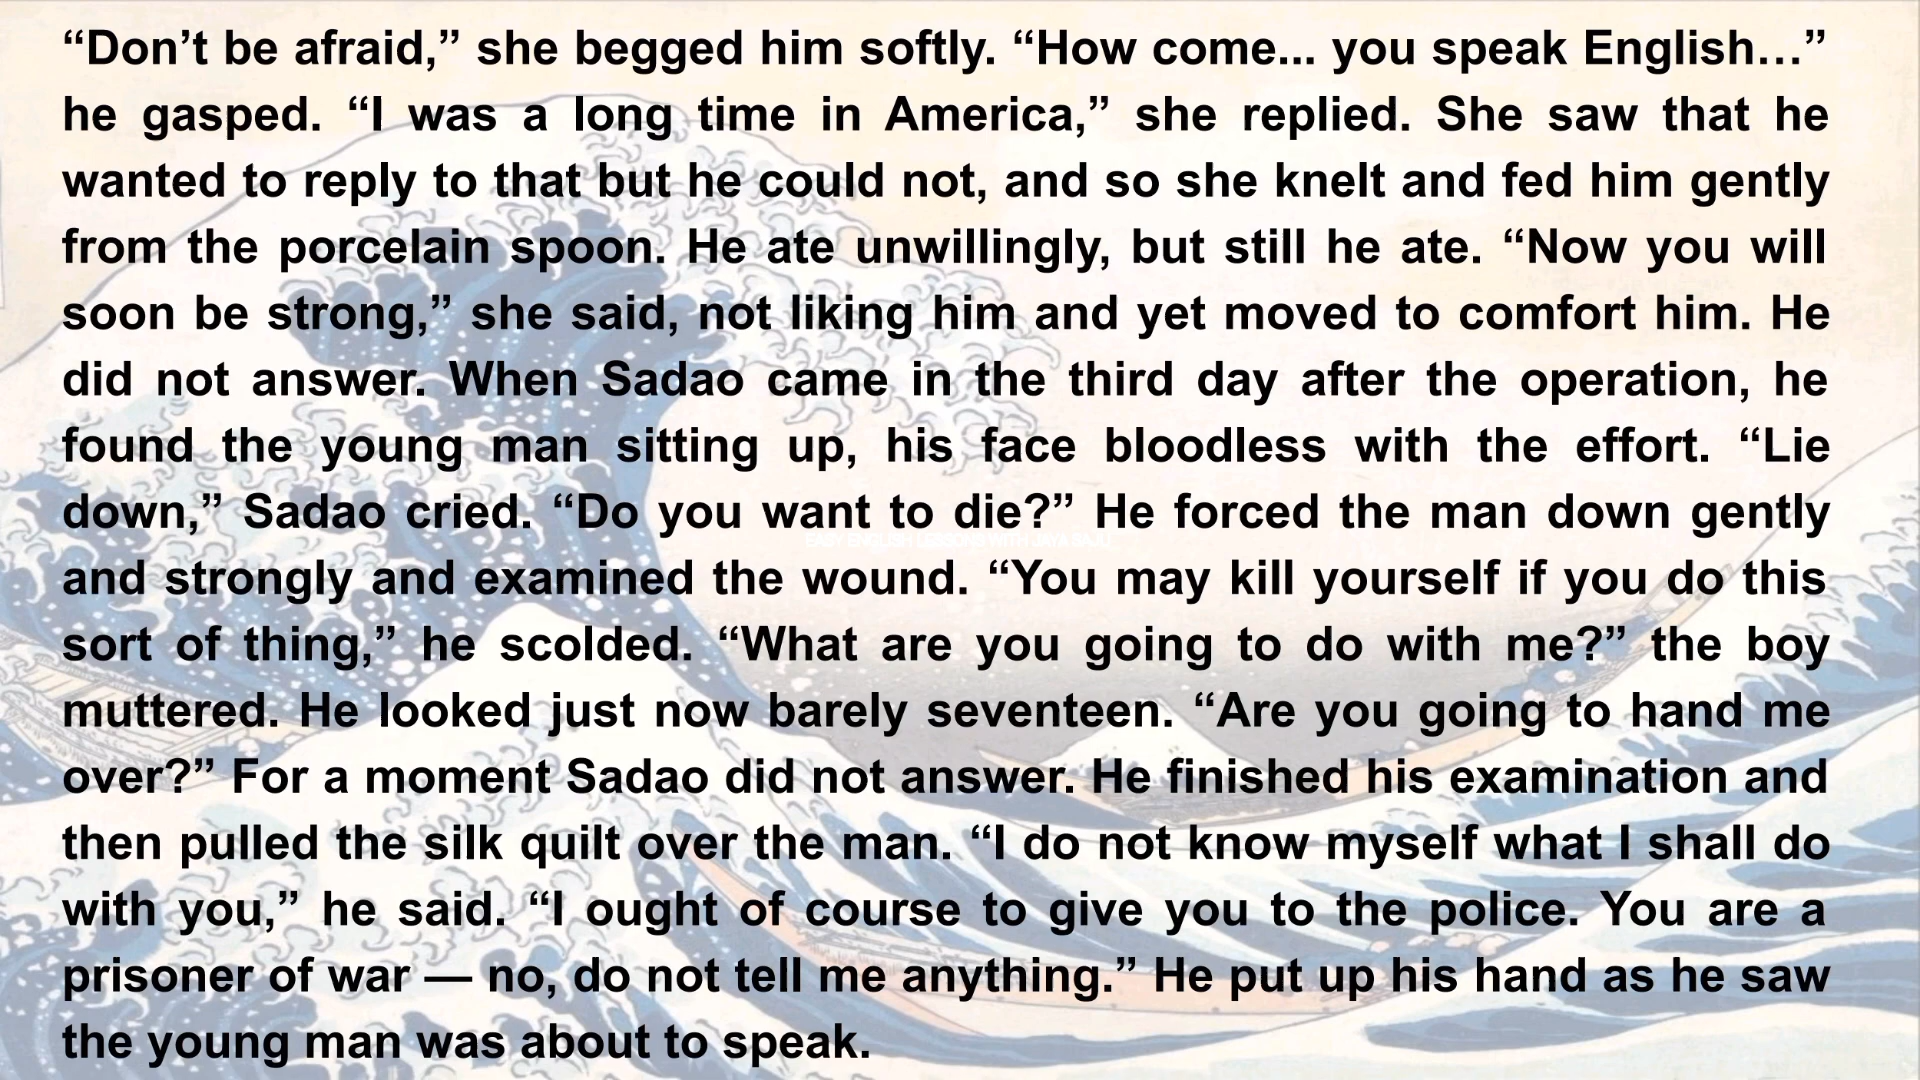 “Don’t be afraid,” she begged him softly. “How come... you speak English…”
he gasped. “I was a long time in America,” she replied. She saw that he
wanted to reply to that but he could not, and so she knelt and fed him gently
from the porcelain spoon. He ate unwillingly, but still he ate. “Now you will
soon be strong,” she said, not liking him and yet moved to comfort him. He
did not answer. When Sadao came in the third day after the operation, he
found the young man sitting up, his face bloodless with the effort. “Lie
down,” Sadao cried. “Do you want to die?” He forced the man down gently
EASY ENGLISH LESSONS WITH JAYA SAJU
and strongly and examined the wound. “You may kill yourself if you do this
sort of thing,” he scolded. “What are you going to do with me?” the boy
muttered. He looked just now barely seventeen. “Are you going to hand me
over?” For a moment Sadao did not answer. He finished his examination and
then pulled the silk quilt over the man. “I do not know myself what I shall do
with you,” he said. “I ought of course to give you to the police. You are a
prisoner of war — no, do not tell me anything.” He put up his hand as he saw
the young man was about to speak.